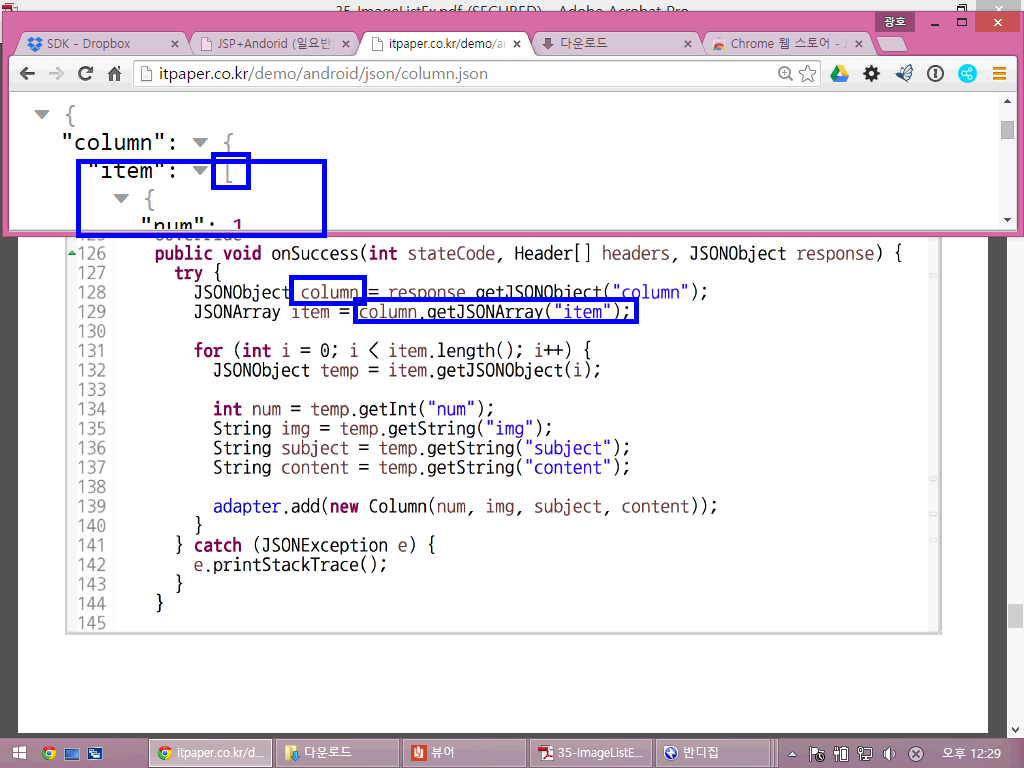 35-ImageListEx.pdf (SECURED) - Adobe Acrobat Pro
광호
SDK - Dropbox
JSP+Andorid (일요반
itpaper.co.kr/demo/a
다운로드
Chrome 웹 스토어 - J
itpaper.co.kr/demo/android/json/column.json
{
"column": {
"item": [
{
"num": 1
126 public void onSuccess(int stateCode, Header[] headers, JSONObject response) {
127 try {
128 JSONObject column = response.getJSONObject("column");
129 JSONArray item = column.getJSONArray("item");
130
131 for (int i = 0; i < item.length(); i++) {
132 JSONObject temp = item.getJSONObject(i);
133
134 int num = temp.getInt("num");
135 String img = temp.getString("img");
136 String subject = temp.getString("subject");
137 String content = temp.getString("content");
138
139 adapter.add(new Column(num, img, subject, content));
140 }
141 } catch (JSONException e) {
142 e.printStackTrace();
143 }
144 }
145
itpaper.co.kr/d...
다운로드
뷰어
35-ImageListE...
반디집
오후 12:29